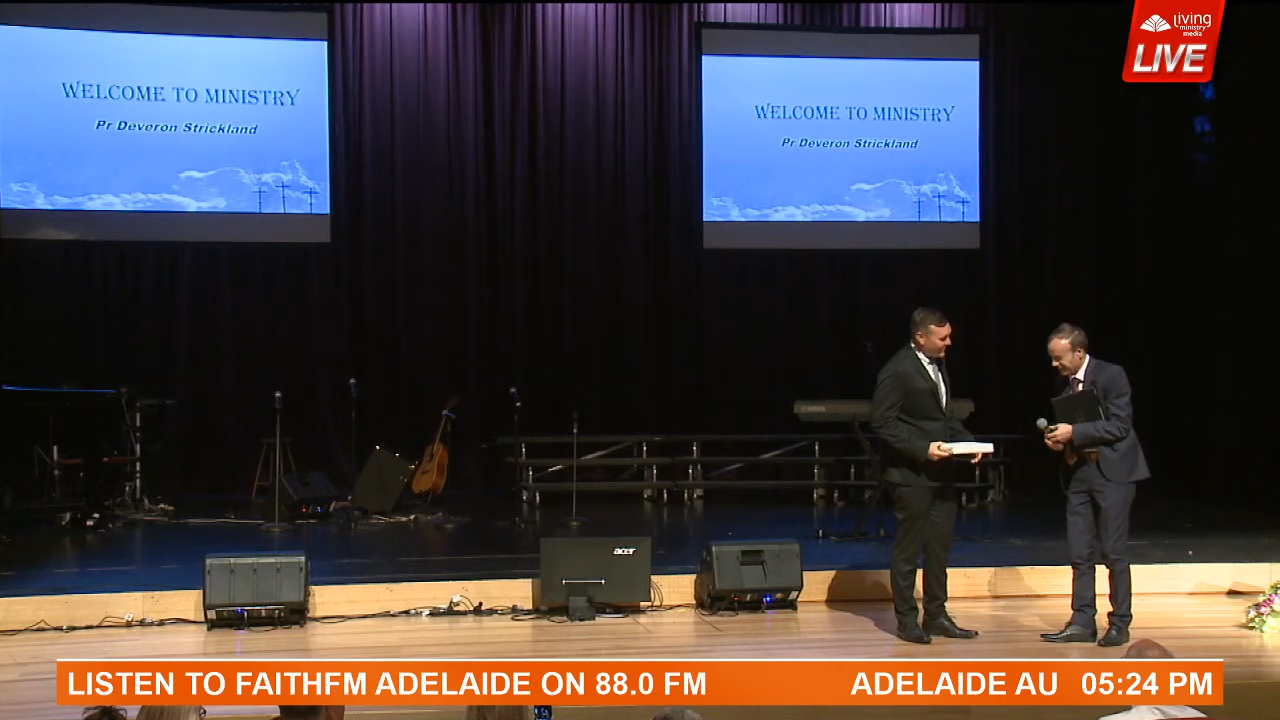 living
ministry
media
LIVE
WELCOME TO MINISTRY
Pr Deveron Strickland
WELCOME TO MINISTRY
Pr Deveron Strickland
acer
LISTEN TO FAITHFM ADELAIDE ON 88.0 FM
ADELAIDE AU 05:24 PM